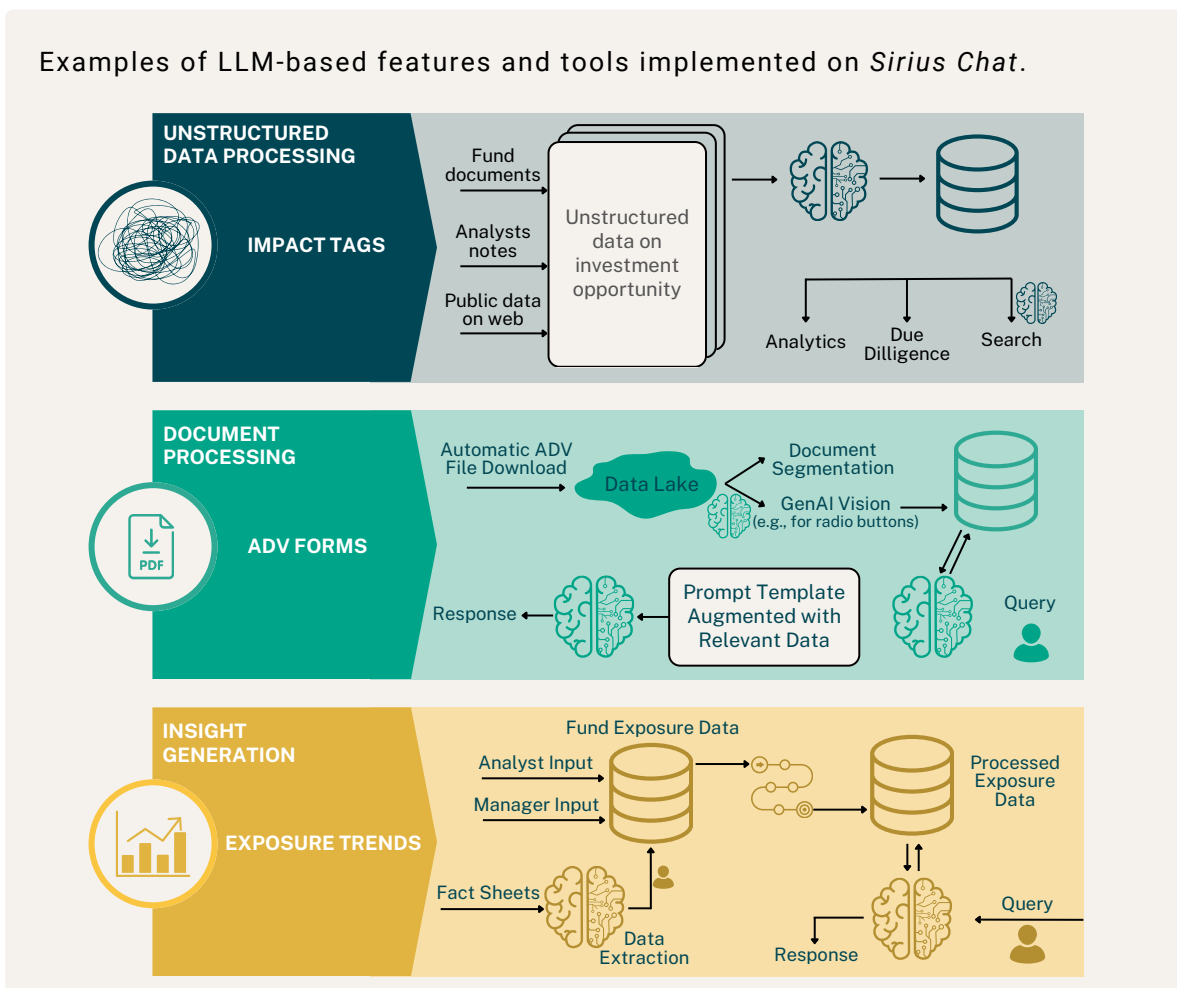 Examples of LLM-based features and tools implemented on Sirius Chat.
UNSTRUCTURED
DATA PROCESSING
IMPACT TAGS
Fund
documents
Analysts
notes
Public data
on web
Unstructured
data on
investment
opportunity
Analytics
Due
Dilligence
Search
DOCUMENT
PROCESSING
PDF
ADV FORMS
Automatic ADV
File Download
Data Lake
Document
Segmentation
GenAI Vision
(e.g., for radio buttons)
Response
Prompt Template
Augmented with
Relevant Data
Query
INSIGHT
GENERATION
EXPOSURE TRENDS
Fund Exposure Data
Analyst Input
Manager Input
Processed
Exposure
Data
Fact Sheets
Data
Extraction
Query
Response